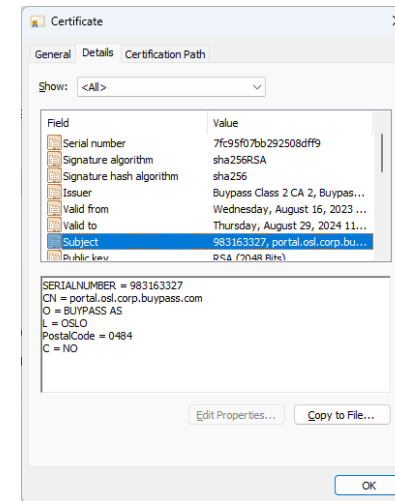 Certificate
General Details Certification Path
Show: <All>
Field Value
Serial number 7fc95f07bb292508dff9
Signature algorithm sha256RSA
Signature hash algorithm sha256
Issuer Buypass Class 2 CA 2, Buypas...
Valid from Wednesday, August 16, 2023 ...
Valid to Thursday, August 29, 2024 11...
Subject 983163327, portal.osl.corp.bu...
Public key RSA (2048 Bits)
SERIALNUMBER = 983163327
CN = portal.osl.corp.buypass.com
O = BUYPASS AS
L = OSLO
PostalCode = 0484
C = NO
Edit Properties... Copy to File...
OK